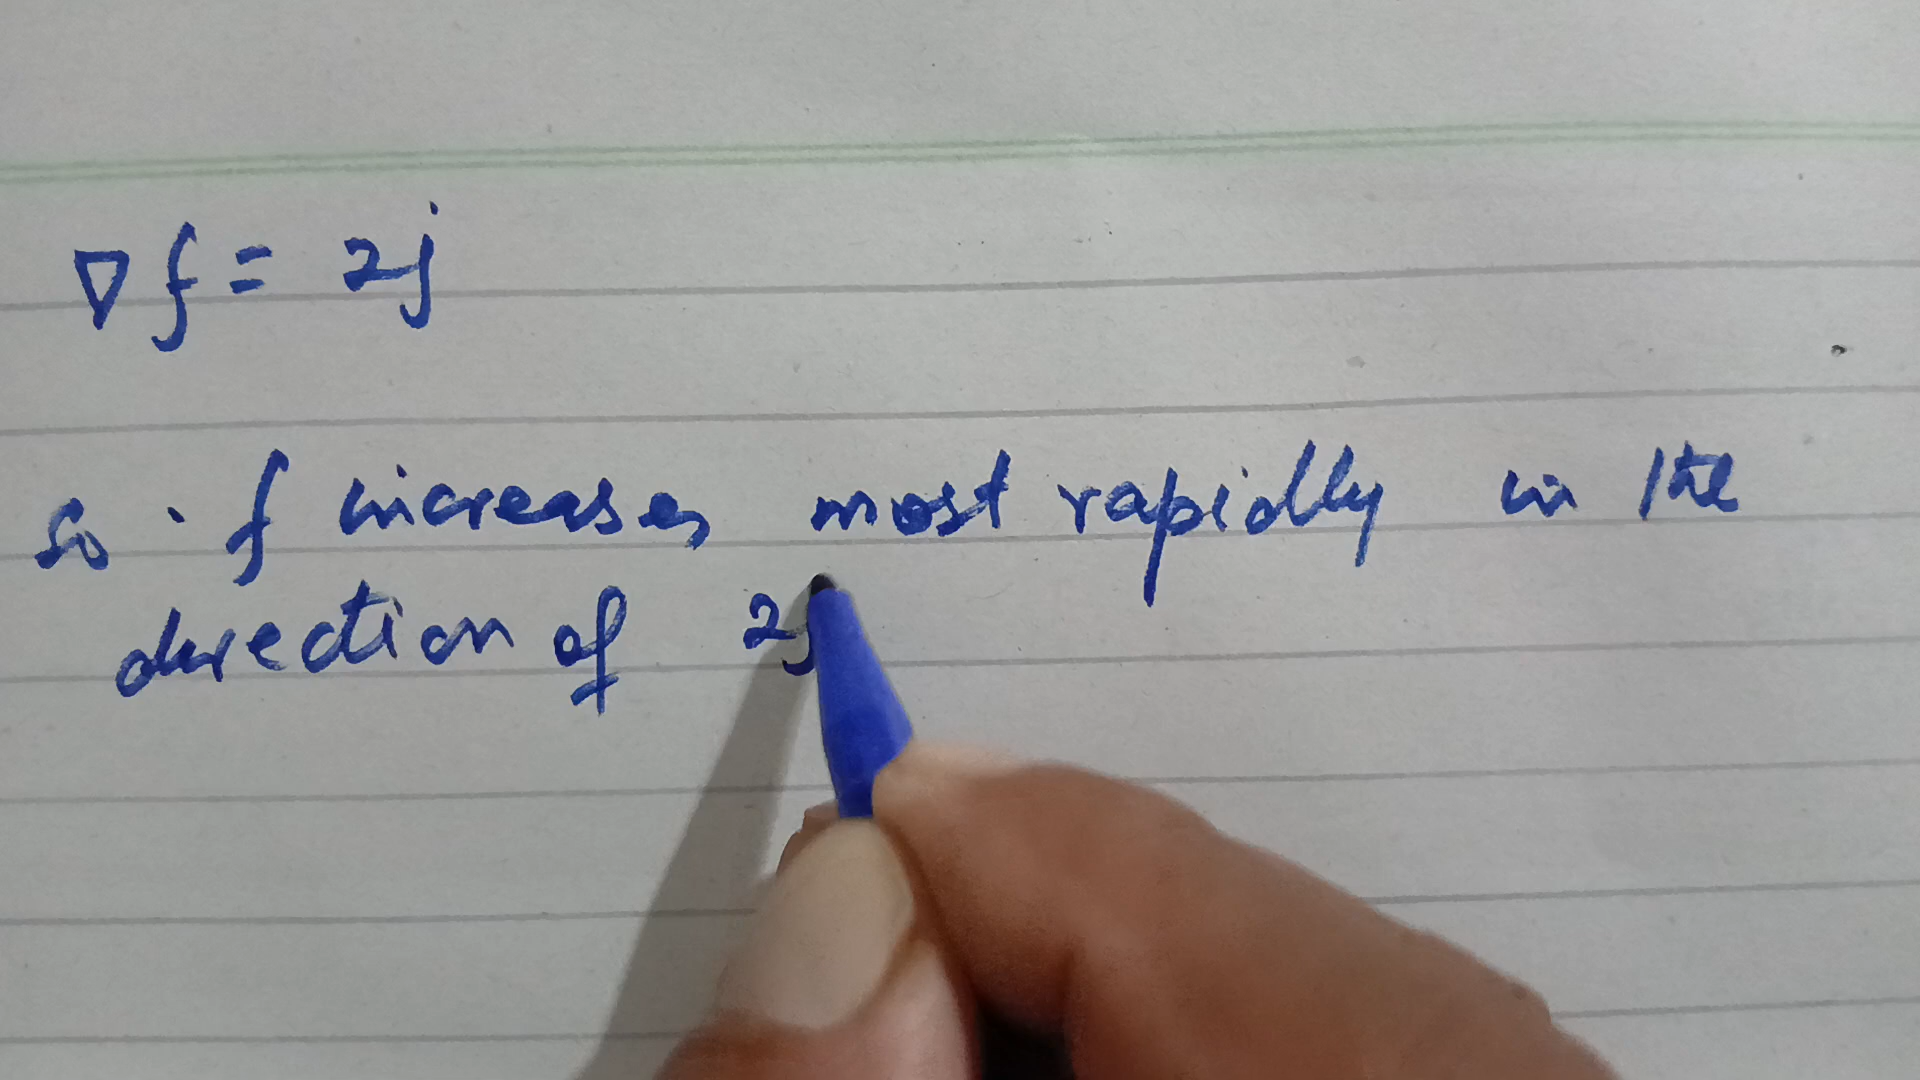 ∇f = 2j
so f increases most rapidly in the
direction of 2j